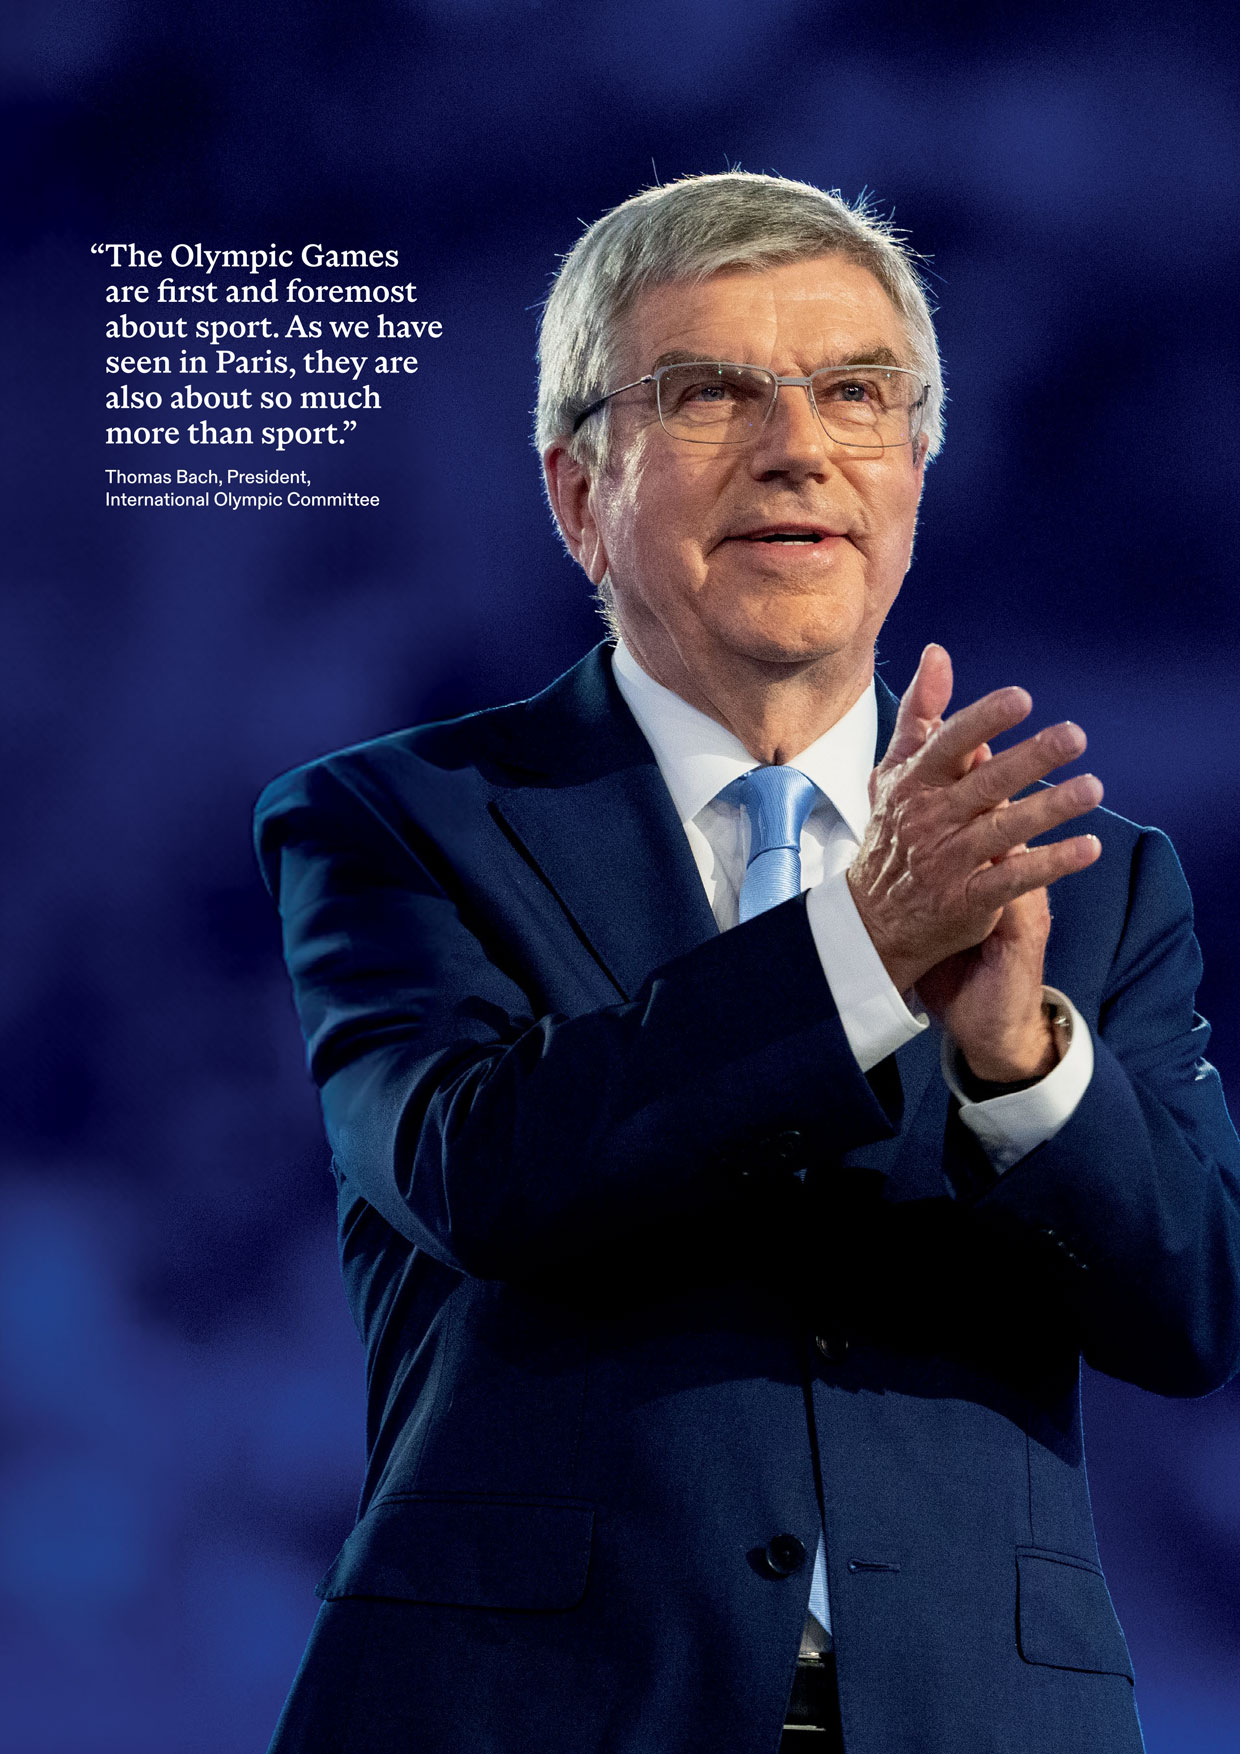 “The Olympic Games
are first and foremost
about sport. As we have
seen in Paris, they are
also about so much
more than sport.”
Thomas Bach, President,
International Olympic Committee